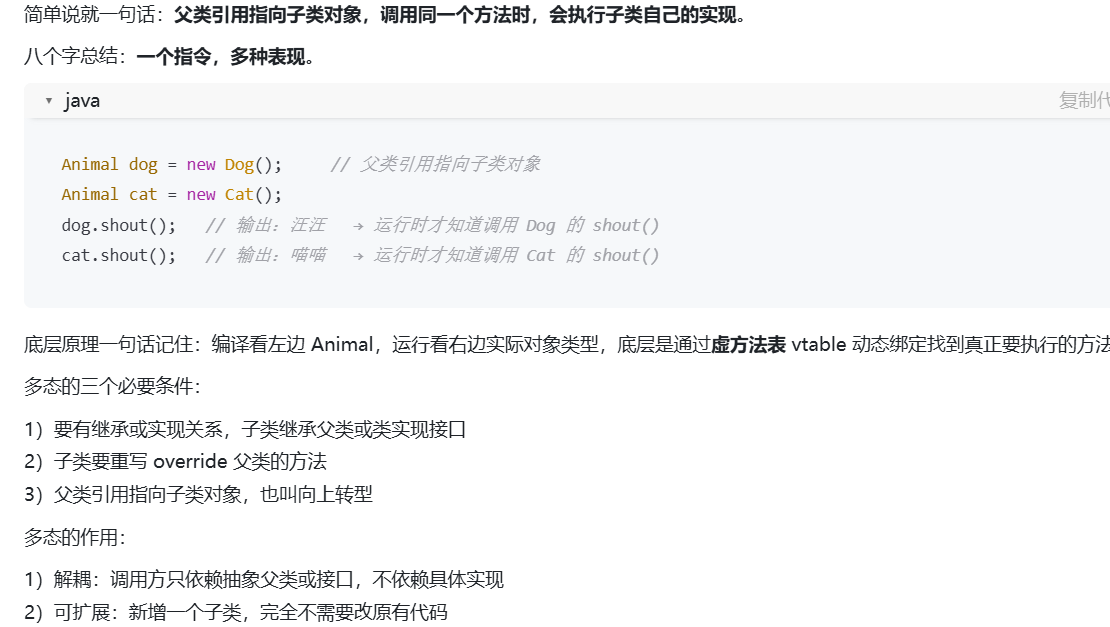 简单说就一句话：父类引用指向子类对象，调用同一个方法时，会执行子类自己的实现。
八个字总结：一个指令，多种表现。
▼ java 复制代
Animal dog = new Dog();     // 父类引用指向子类对象
Animal cat = new Cat();
dog.shout();   // 输出：汪汪   → 运行时才知道调用 Dog 的 shout()
cat.shout();   // 输出：喵喵   → 运行时才知道调用 Cat 的 shout()
底层原理一句话记住：编译看左边 Animal，运行看右边实际对象类型，底层是通过虚方法表 vtable 动态绑定找到真正要执行的方法
多态的三个必要条件：
1）要有继承或实现关系，子类继承父类或类实现接口
2）子类要重写 override 父类的方法
3）父类引用指向子类对象，也叫向上转型
多态的作用：
1）解耦：调用方只依赖抽象父类或接口，不依赖具体实现
2）可扩展：新增一个子类，完全不需要改原有代码